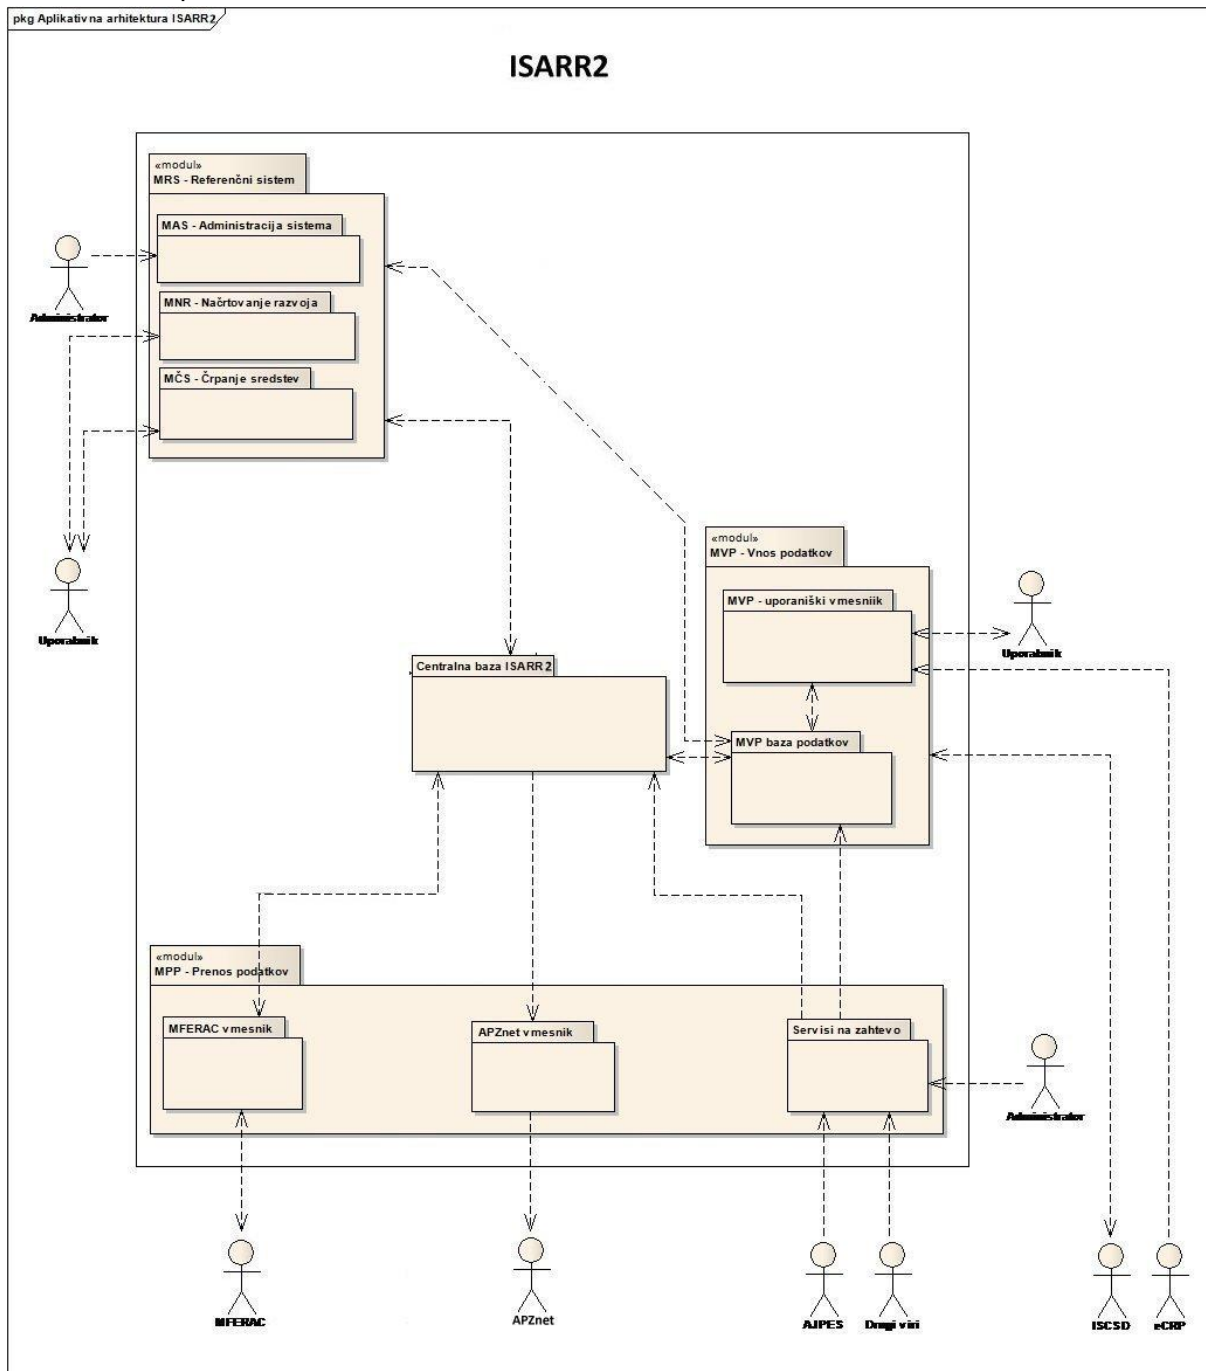 pkg Aplikativna arhitektura ISARR2
ISARR2
«modul»
MRS - Referenčni sistem
MAS - Administracija sistema
MNR - Načrtovanje razvoja
MČS - Črpanje sredstev
Administrator
Uporabnik
«modul»
MVP - Vnos podatkov
MVP - uporaniški vmesniik
Uporabnik
Centralna baza ISARR2
MVP baza podatkov
«modul»
MPP - Prenos podatkov
MFERAC vmesnik
APZnet vmesnik
Servisi na zahtevo
Administrator
MFERAC
APZnet
AJPES
Drugi viri
ISCSD
eCRP